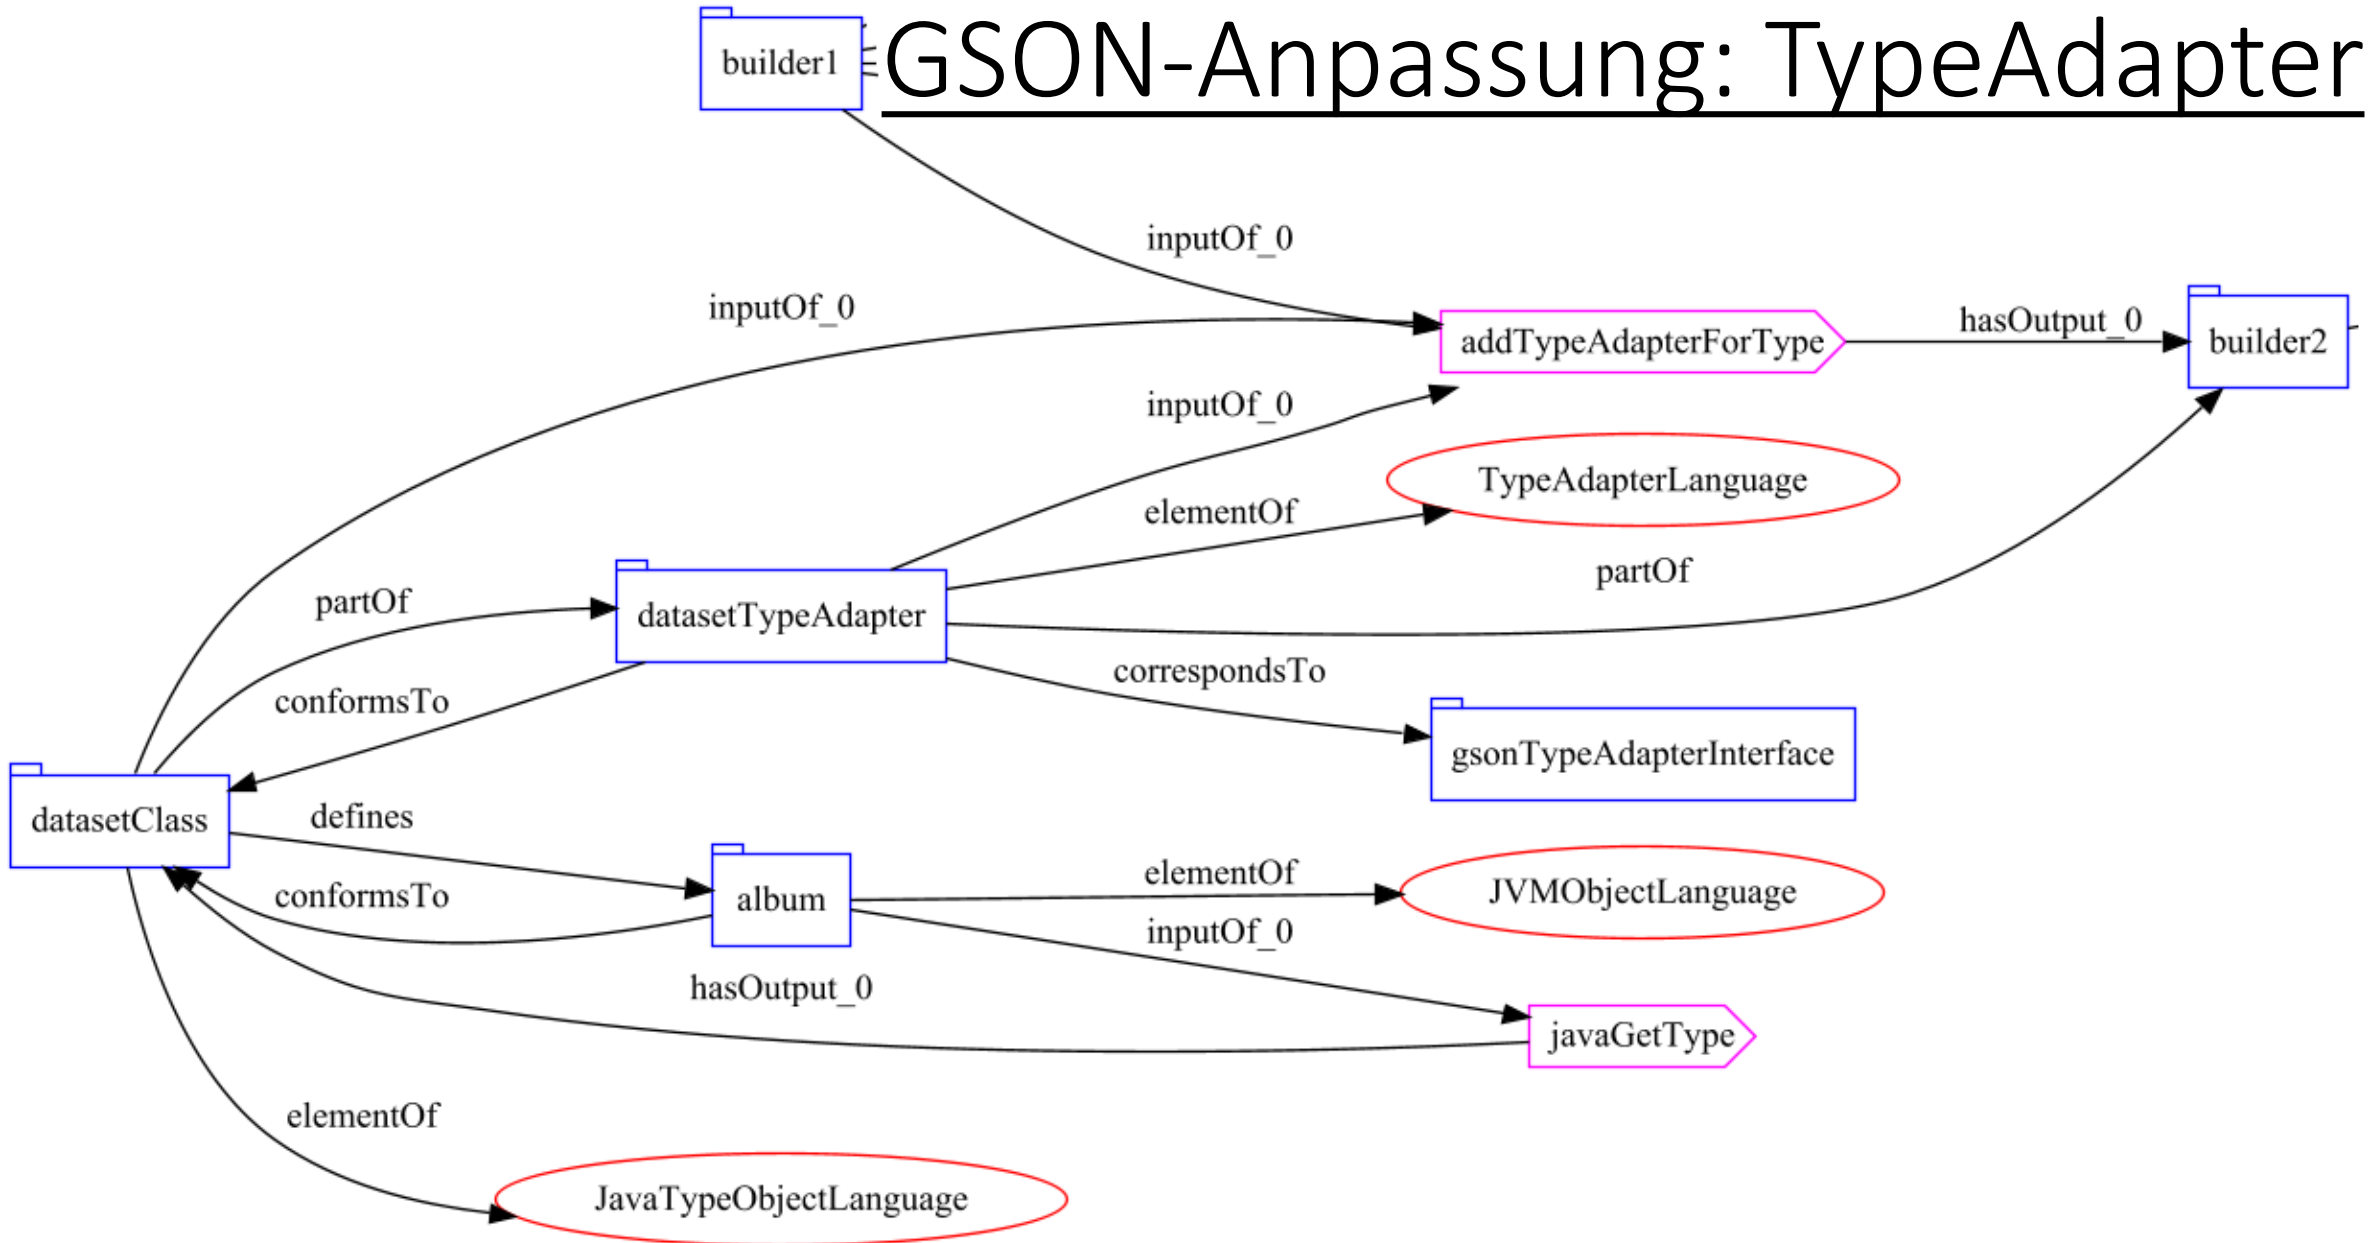 GSON-Anpassung: TypeAdapter
builder1
inputOf_0
inputOf_0
addTypeAdapterForType
hasOutput_0
builder2
inputOf_0
TypeAdapterLanguage
elementOf
partOf
partOf
datasetTypeAdapter
correspondsTo
conformsTo
gsonTypeAdapterInterface
datasetClass
defines
elementOf
JVMObjectLanguage
conformsTo
album
inputOf_0
hasOutput_0
javaGetType
elementOf
JavaTypeObjectLanguage